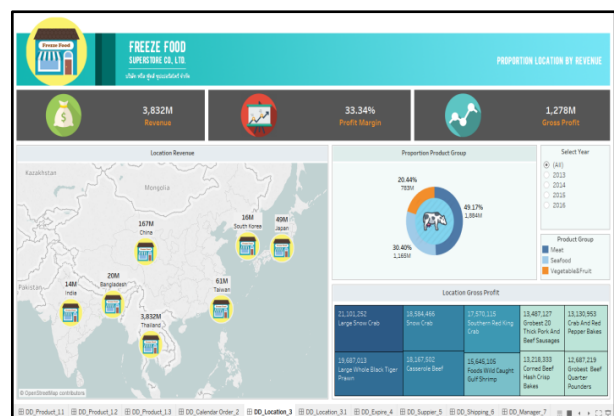 Freeze Food
FREEZE FOOD
SUPERSTORE CO., LTD.
PROPORTION LOCATION BY REVENUE
3,832M
Revenue
33.34%
Profit Margin
1,278M
Gross Profit
Location Revenue
Kazakhstan
Mongolia
167M
China
16M
South Korea
49M
Japan
14M
India
20M
Bangladesh
61M
Taiwan
3,832M
Thailand
Pakistan
© OpenStreetMap contributors
Proportion Product Group
20.44%
783M
49.17%
1,884M
30.40%
1,165M
Select Year
(All)
2013
2014
2015
2016
Product Group
Meet
Seafood
Vegetable&Fruit
Location Gross Profit
21,101,252
Large Snow Crab
18,584,466
Snow Crab
17,570,115
Southern Red King
Crab
13,487,127
Grobest 20
Thick Pork And
Beef Sausages
13,130,953
Crab And Red
Pepper Bakes
19,687,013
Large Whole Black Tiger
Prawn
18,167,502
Casserole Beef
15,646,106
Foods Wild Caught
Gulf Shrimp
13,218,333
Corned Beef
Hash Crisp
Bakes
12,687,219
Grobest Beef
Quarter
Pounders
DD_Product_1.1
DD_Product_1.2
DD_Product_1.3
DD_Calendar Order_2
DD_Location_3
DD_Location_3.1
DD_Expire_4
DD_Supper_5
DD_Shipping_6
DD_Manager_7